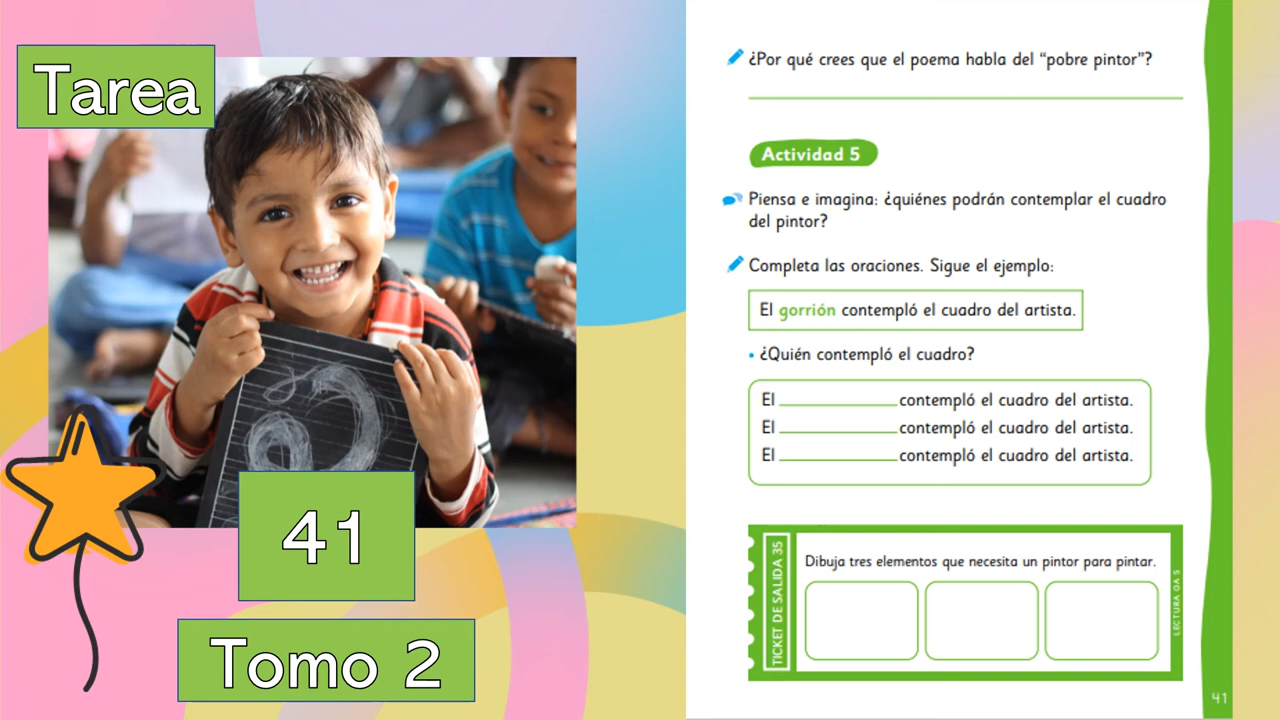 Tarea
41
Tomo 2
¿Por qué crees que el poema habla del “pobre pintor”?
Actividad 5
Piensa e imagina: ¿quiénes podrán contemplar el cuadro
del pintor?
Completa las oraciones. Sigue el ejemplo:
El gorrión contempló el cuadro del artista.
• ¿Quién contempló el cuadro?
El ____________ contempló el cuadro del artista.
El ____________ contempló el cuadro del artista.
El ____________ contempló el cuadro del artista.
TICKET DE SALIDA 35
Dibuja tres elementos que necesita un pintor para pintar.
LECTURA OA 5
41